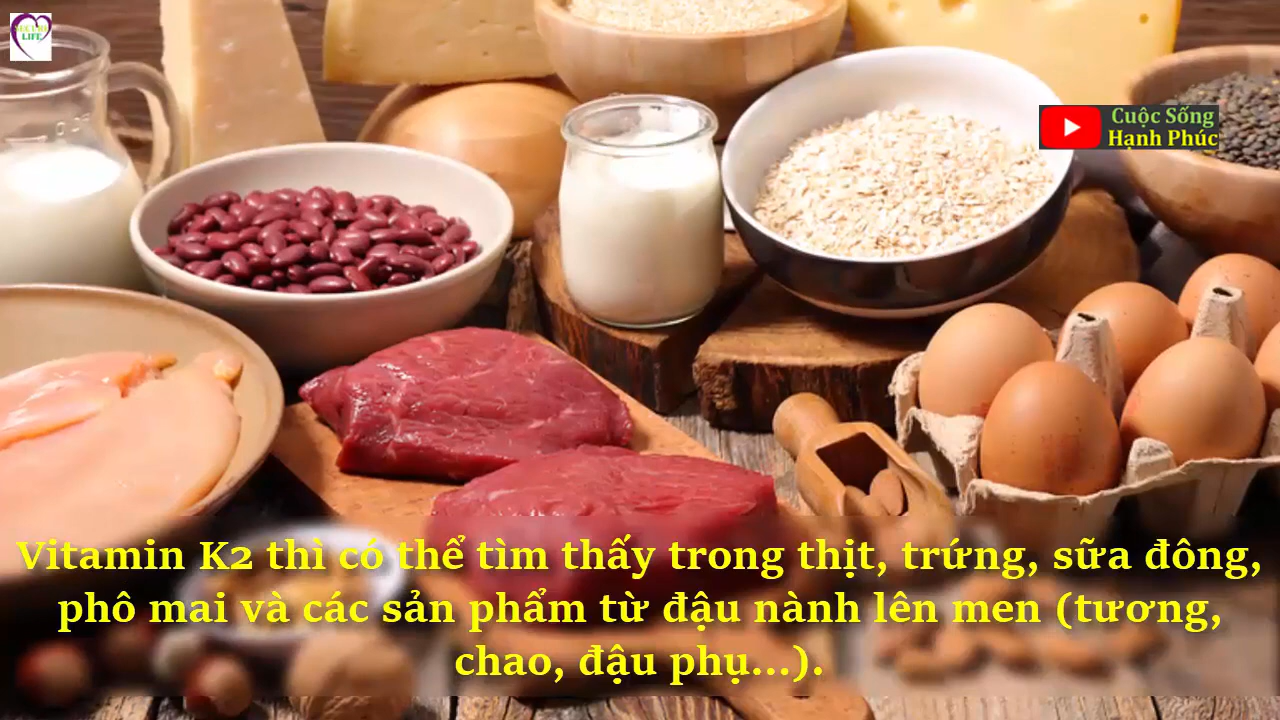 LIFE
Cuộc Sống
Hạnh Phúc
Vitamin K2 thì có thể tìm thấy trong thịt, trứng, sữa đông,
phô mai và các sản phẩm từ đậu nành lên men (tương,
chao, đậu phụ...).